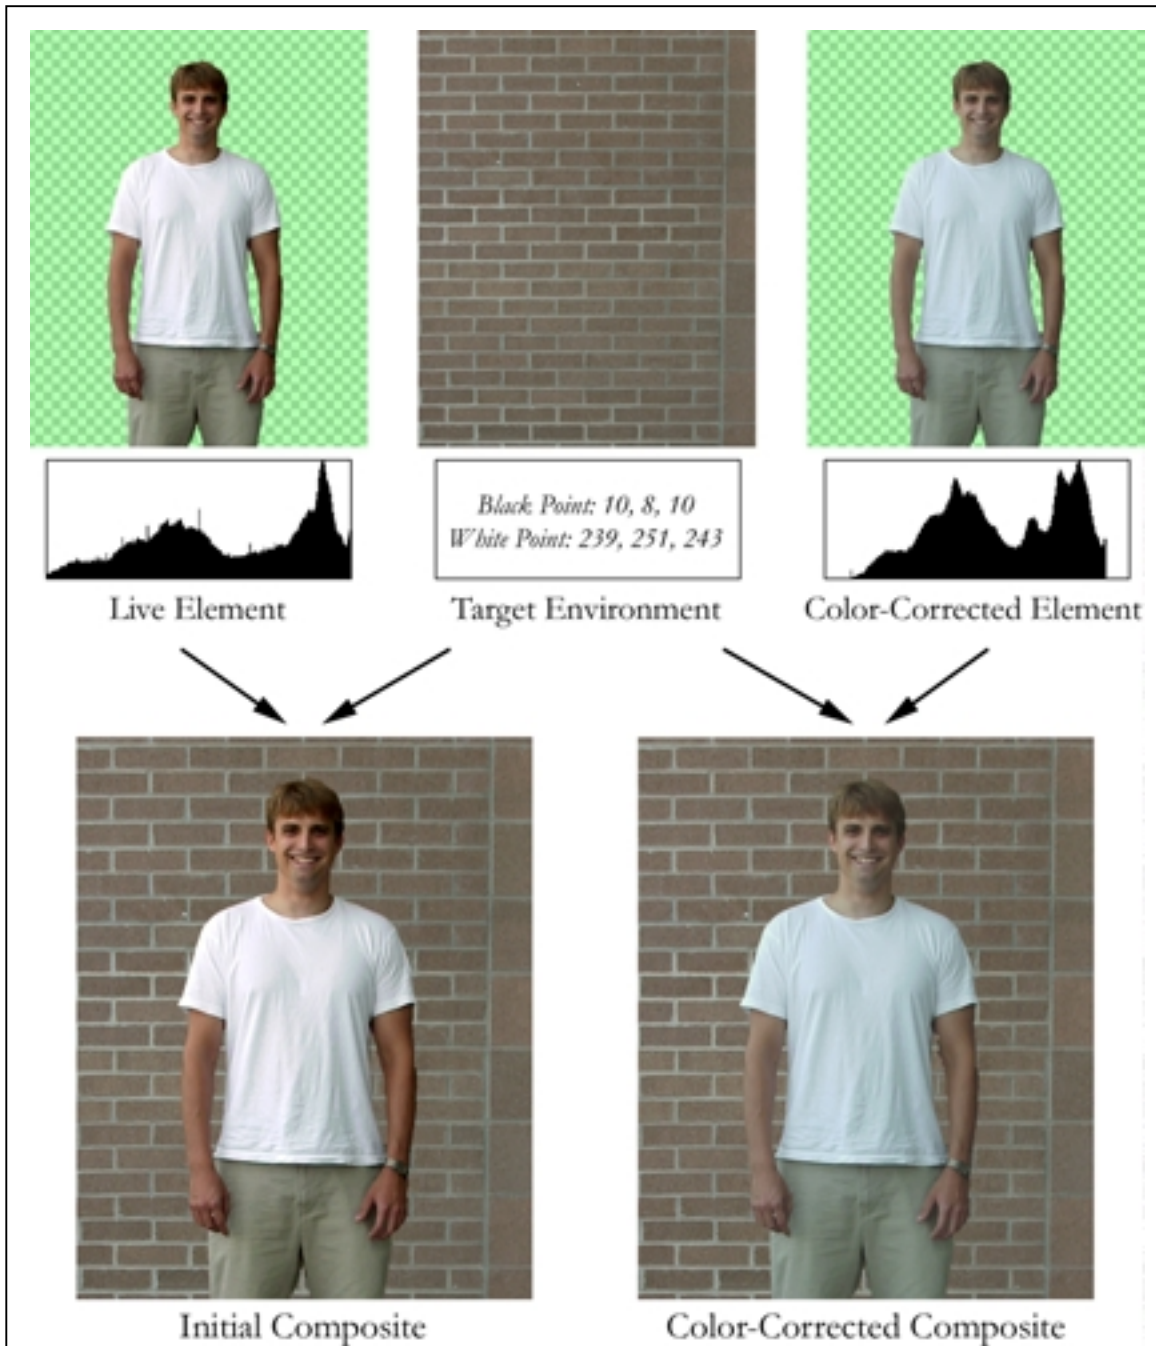 Black Point: 10, 8, 10
White Point: 239, 251, 243
Live Element
Target Environment
Color-Corrected Element
Initial Composite
Color-Corrected Composite